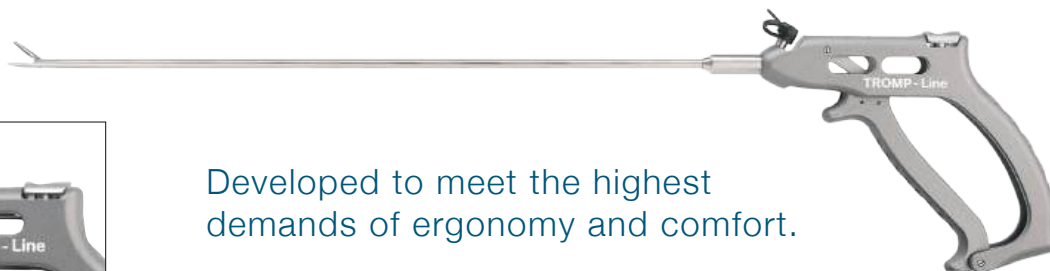 TROMP-Line
Developed to meet the highest
demands of ergonomy and comfort.
- Line